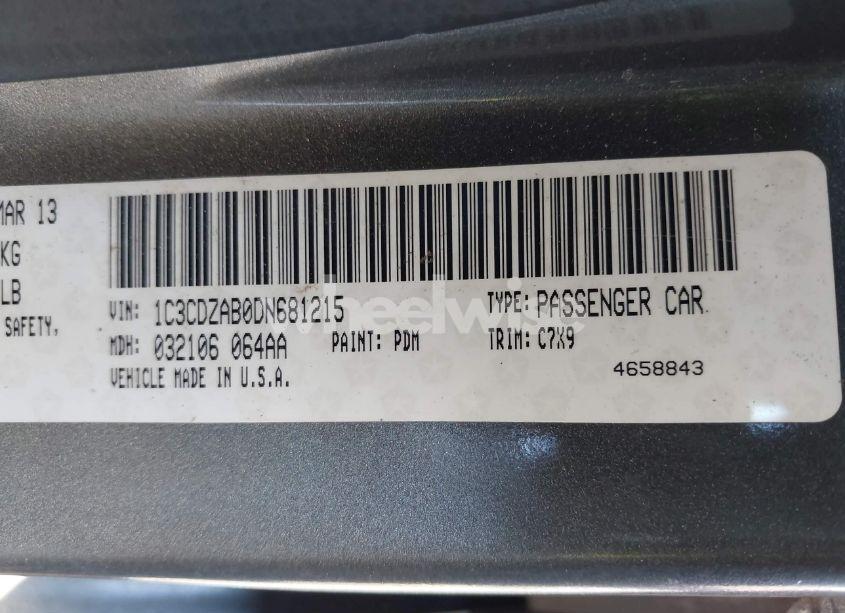 MAR 13
KG
LB
SAFETY,
VIN: 1C3CDZAB0DN681215 TYPE: PASSENGER CAR
MDH: 032106 064AA PAINT: PDM TRIM: C7X9
VEHICLE MADE IN U.S.A.
4658843
wheelwise